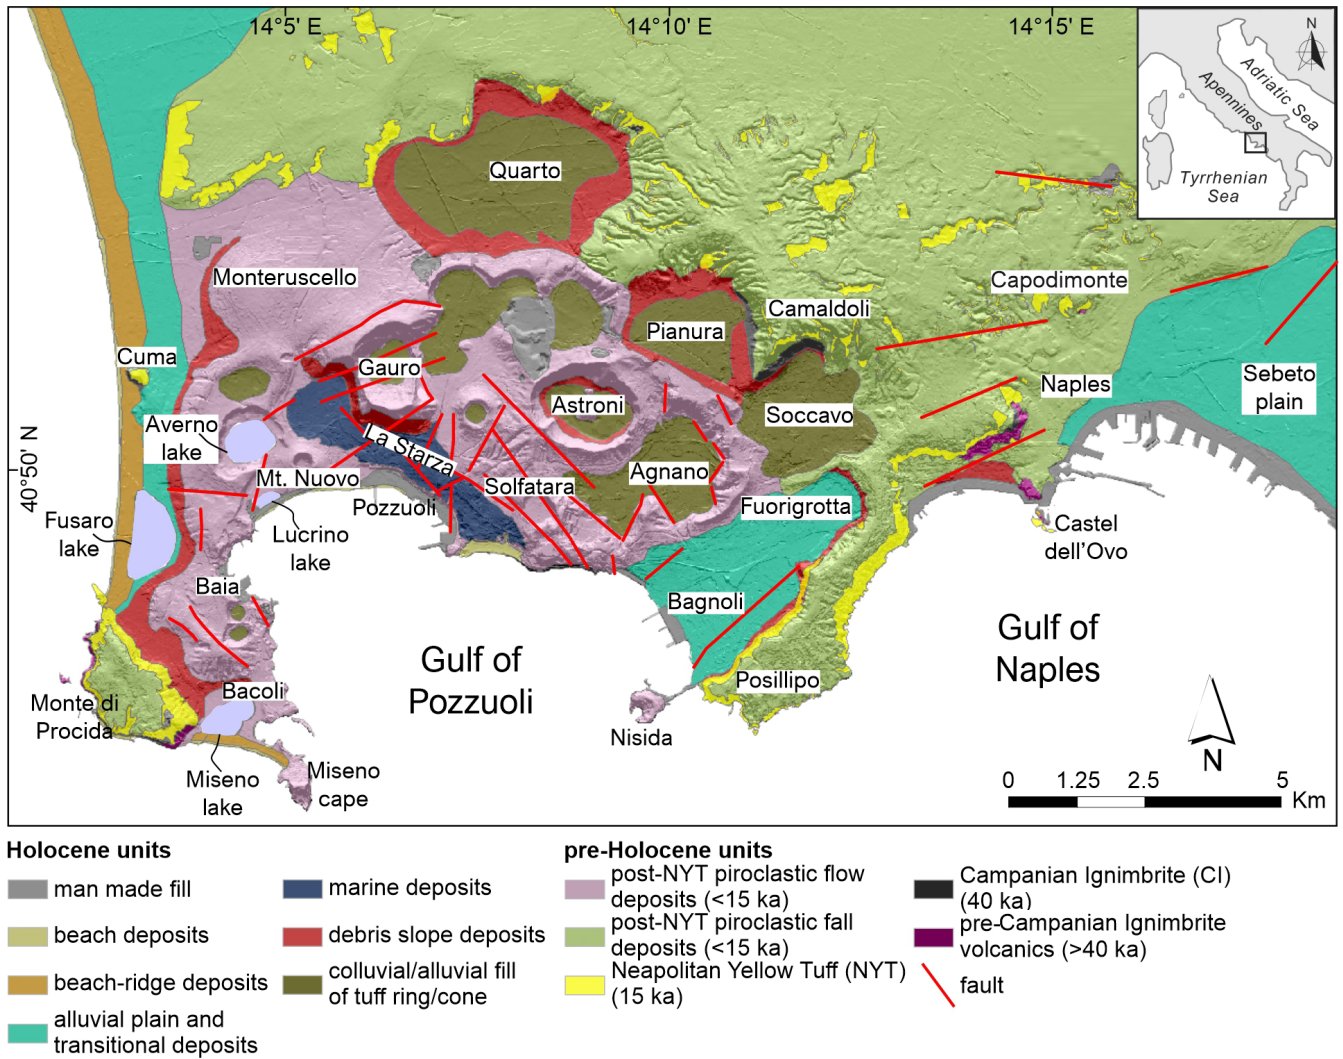 14°5' E
14°10' E
14°15' E
N
Adriatic Sea
Apennines
Tyrrhenian
Sea
Quarto
Monteruscello
Capodimonte
Camaldoli
Pianura
Cuma
Gauro
Sebeto
plain
Naples
Astroni
Soccavo
Averno
lake
La Starza
40°50' N
Agnano
Mt. Nuovo
Solfatara
Pozzuoli
Fuorigrotta
Fusaro
lake
Lucrino
lake
Castel
dell'Ovo
Baia
Bagnoli
Gulf of
Pozzuoli
Gulf of
Naples
Posillipo
Bacoli
Monte di
Procida
Nisida
Miseno
lake
Miseno
cape
N
0 1.25 2.5 5
Km
Holocene units
man made fill
beach deposits
beach-ridge deposits
alluvial plain and
transitional deposits
marine deposits
debris slope deposits
colluvial/alluvial fill
of tuff ring/cone
pre-Holocene units
post-NYT piroclastic flow
deposits (<15 ka)
post-NYT piroclastic fall
deposits (<15 ka)
Neapolitan Yellow Tuff (NYT)
(15 ka)
Campanian Ignimbrite (CI)
(40 ka)
pre-Campanian Ignimbrite
volcanics (>40 ka)
fault